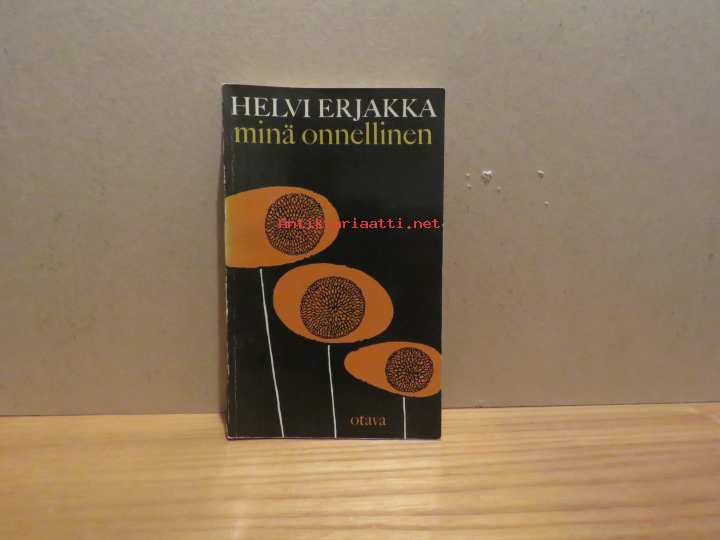 HELVI ERJAKKA
minä onnellinen
Antikvariaatti.net
otava